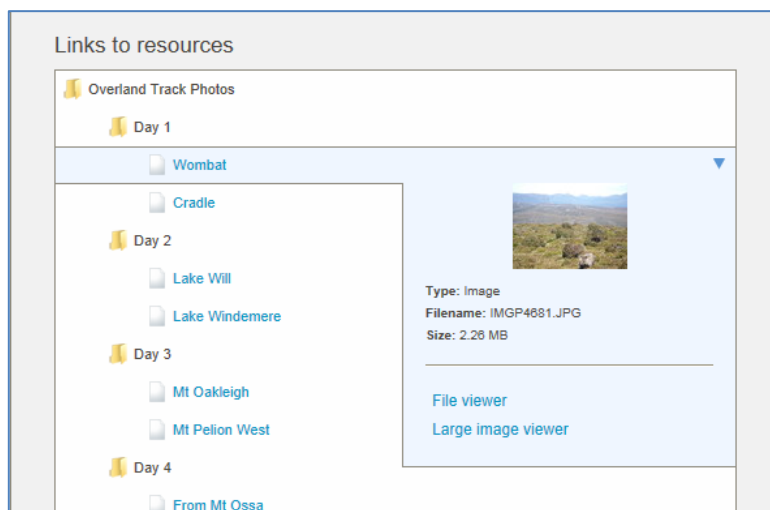 Links to resources
Overland Track Photos
Day 1
Wombat
Cradle
Day 2
Lake Will
Lake Windemere
Day 3
Mt Oakleigh
Mt Pelion West
Day 4
From Mt Ossa
Type: Image
Filename: IMGP4681.JPG
Size: 2.26 MB
File viewer
Large image viewer